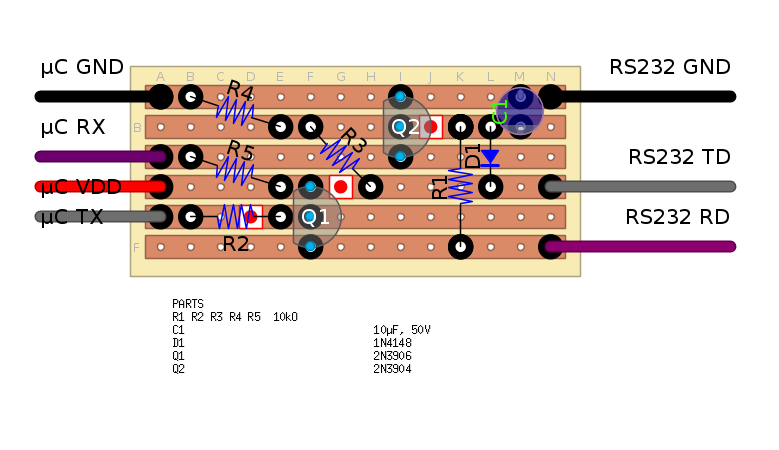 µC GND
RS232 GND
A B C D E F G H I J K L M N
R4
C1
µC RX
B
Q2
R3
R5
D1
RS232 TD
µC VDD
R1
µC TX
Q1
RS232 RD
R2
F
PARTS
R1 R2 R3 R4 R5 10kO
C1 10µF, 50V
D1 1N4148
Q1 2N3906
Q2 2N3904